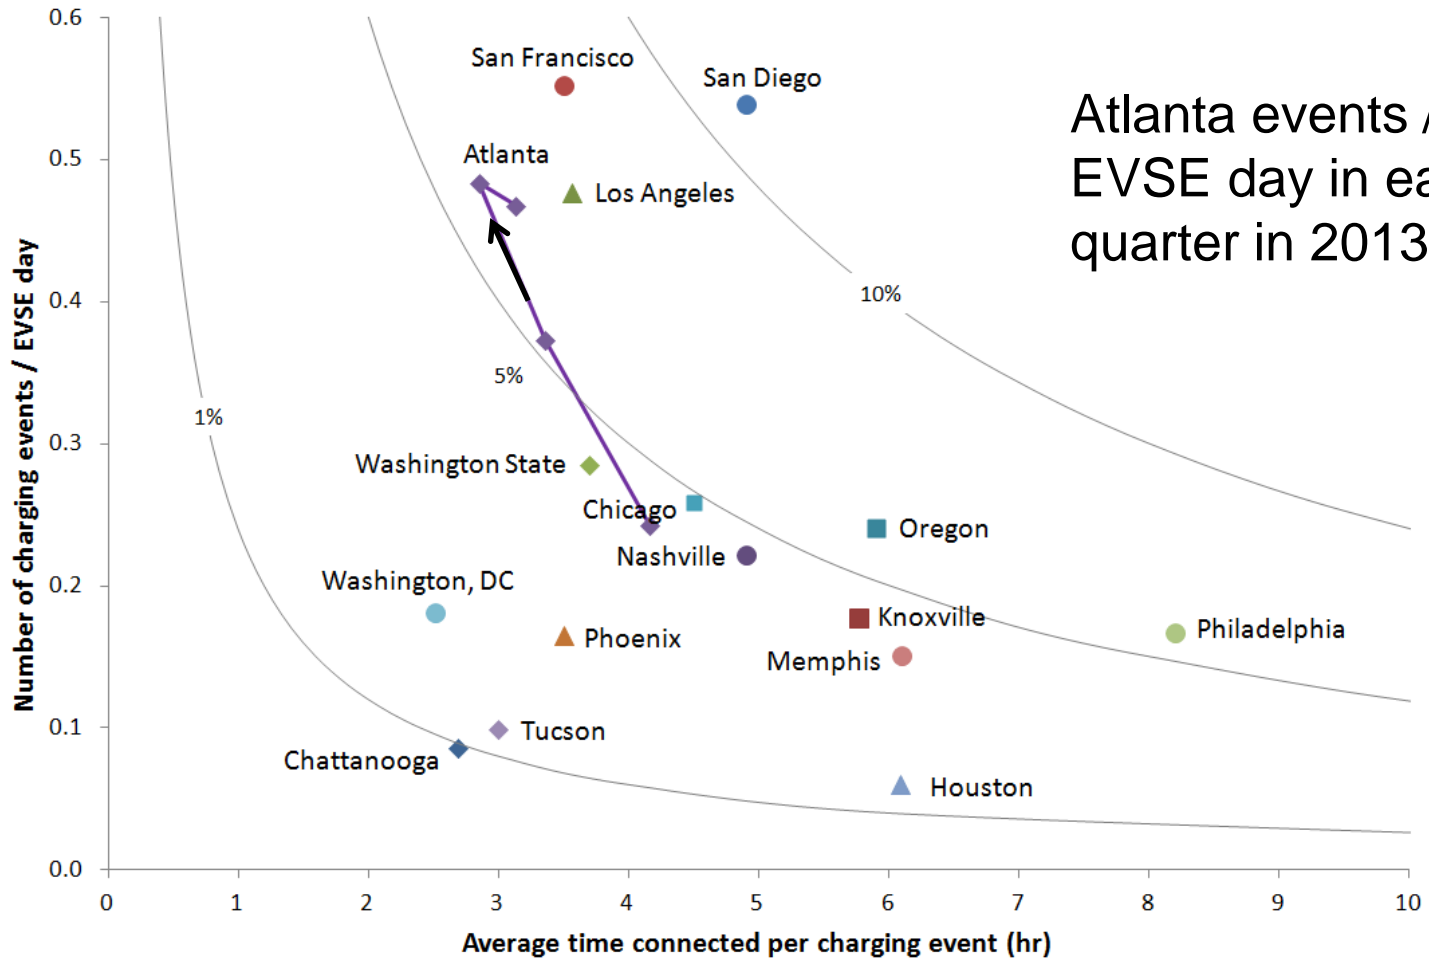 0.6
0.5
0.4
0.3
0.2
0.1
0.0
Number of charging events / EVSE day
San Francisco
San Diego
Atlanta
Los Angeles
10%
5%
1%
Washington State
Chicago
Oregon
Nashville
Washington, DC
Knoxville
Phoenix
Philadelphia
Memphis
Tucson
Chattanooga
Houston
0 1 2 3 4 5 6 7 8 9 10
Average time connected per charging event (hr)
Atlanta events /
EVSE day in ea
quarter in 2013